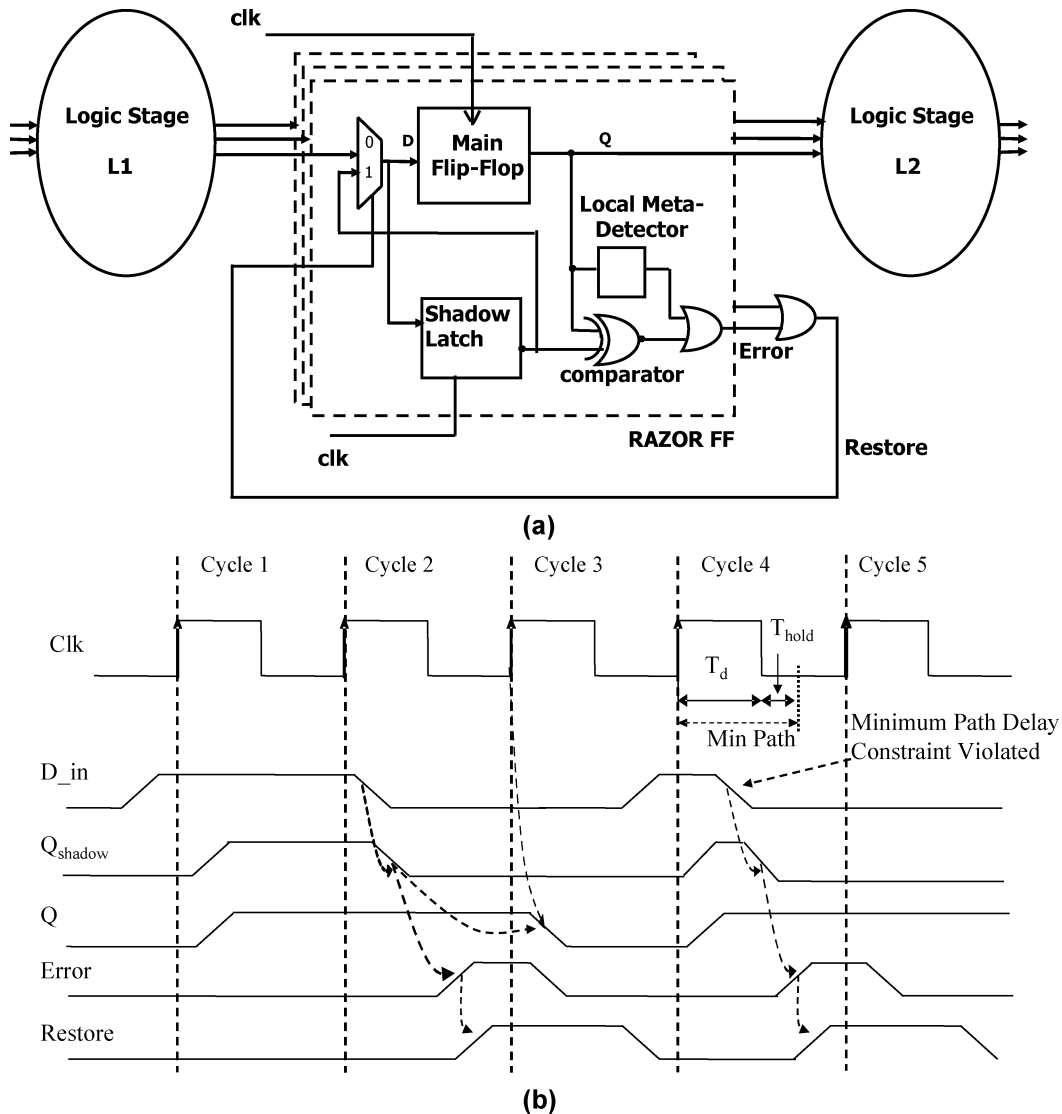 clk
Logic Stage
L1
0
1
D
Main
Flip-Flop
Q
Logic Stage
L2
Local Meta-
Detector
Shadow
Latch
comparator
Error
RAZOR FF
Restore
clk
(a)
Cycle 1
Cycle 2
Cycle 3
Cycle 4
Cycle 5
Clk
T_hold
T_d
Min Path
Minimum Path Delay
Constraint Violated
D_in
Q_shadow
Q
Error
Restore
(b)